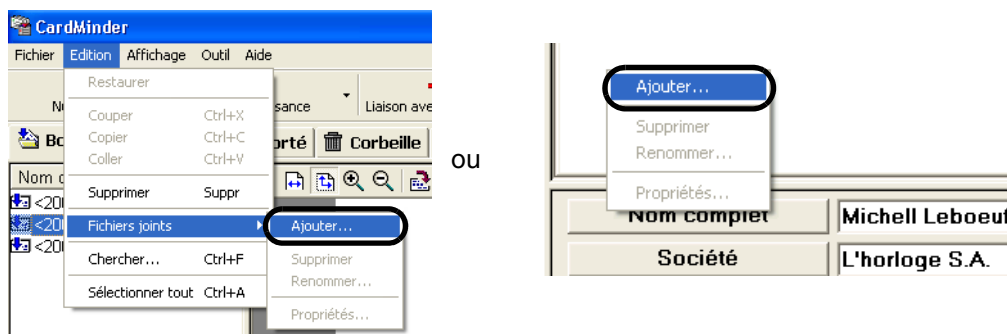 CardMinder
Fichier Edition Affichage Outil Aide
Restaurer
Couper Ctrl+X
Copier Ctrl+C
Coller Ctrl+V
Supprimer Suppr
Fichiers joints
Chercher... Ctrl+F
Sélectionner tout Ctrl+A
Ajouter...
Supprimer
Renommer...
Propriétés...
sance Liaison ave
orté Corbeille
Bo
Nom
<20
<20
<20
ou
Ajouter...
Supprimer
Renommer...
Propriétés...
Nom complet Michell Leboeuf
Société L'horloge S.A.